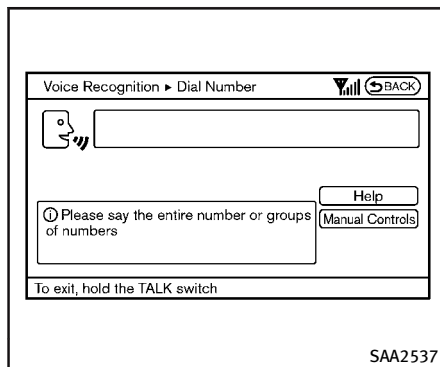 Voice Recognition ▸ Dial Number
BACK
Help
ⓘ Please say the entire number or groups
of numbers
Manual Controls
To exit, hold the TALK switch
SAA2537